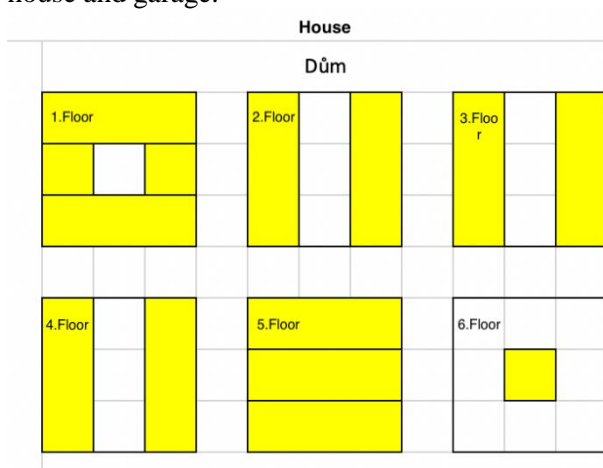 house and garage.
House
Dům
1.Floor
2.Floor
3.Floo
r
4.Floor
5.Floor
6.Floor